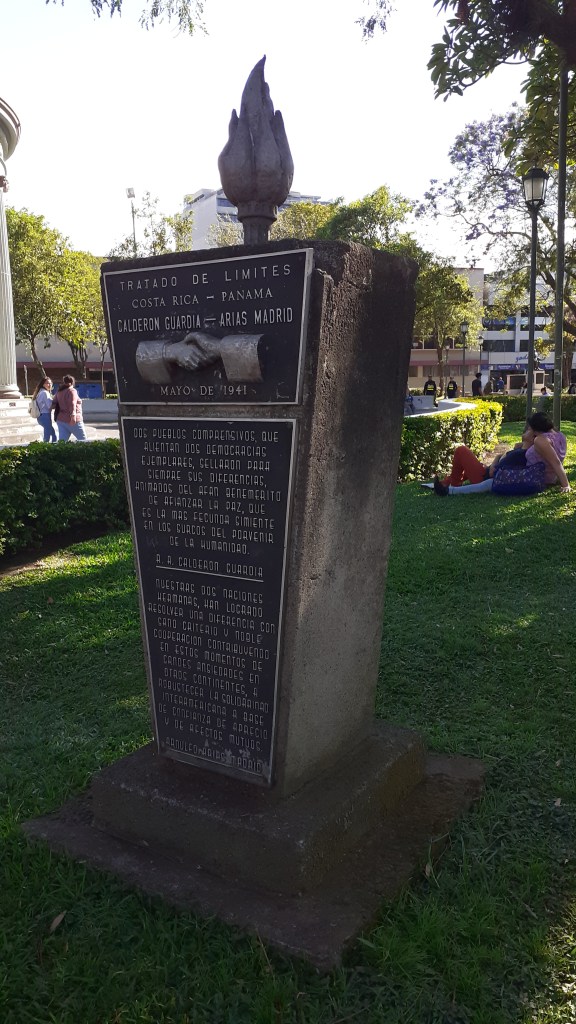 TRATADO DE LIMITES
COSTA RICA - PANAMA
CALDERON GUARDIA - ARIAS MADRID
MAYO DE 1941
DOS PUEBLOS COMPRENSIVOS, QUE
ALIENTAN DOS DEMOCRACIAS
EJEMPLARES, SELLARON PARA
SIEMPRE SUS DIFERENCIAS,
ANIMADOS DEL AFAN BENEMERITO
DE AFIANZAR LA PAZ, QUE
ES LA MAS FECUNDA SIMIENTE
EN LOS SURCOS DEL PORVENIR
DE LA HUMANIDAD.
R. A. CALDERON GUARDIA
NUESTRAS DOS NACIONES
HERMANAS, HAN LOGRADO
RESOLVER UNA DIFERENCIA CON
SANO CRITERIO Y NOBLE
COOPERACION CONTRIBUYENDO
EN ESTOS MOMENTOS DE
GRANDES ANSIEDADES EN
OTROS CONTINENTES, A
ROBUSTECER LA SOLIDARIDAD
INTERAMERICANA A BASE
DE CONFIANZA DE APRECIO
Y DE AFECTOS MUTUOS.
ARNULFO ARIAS MADRID